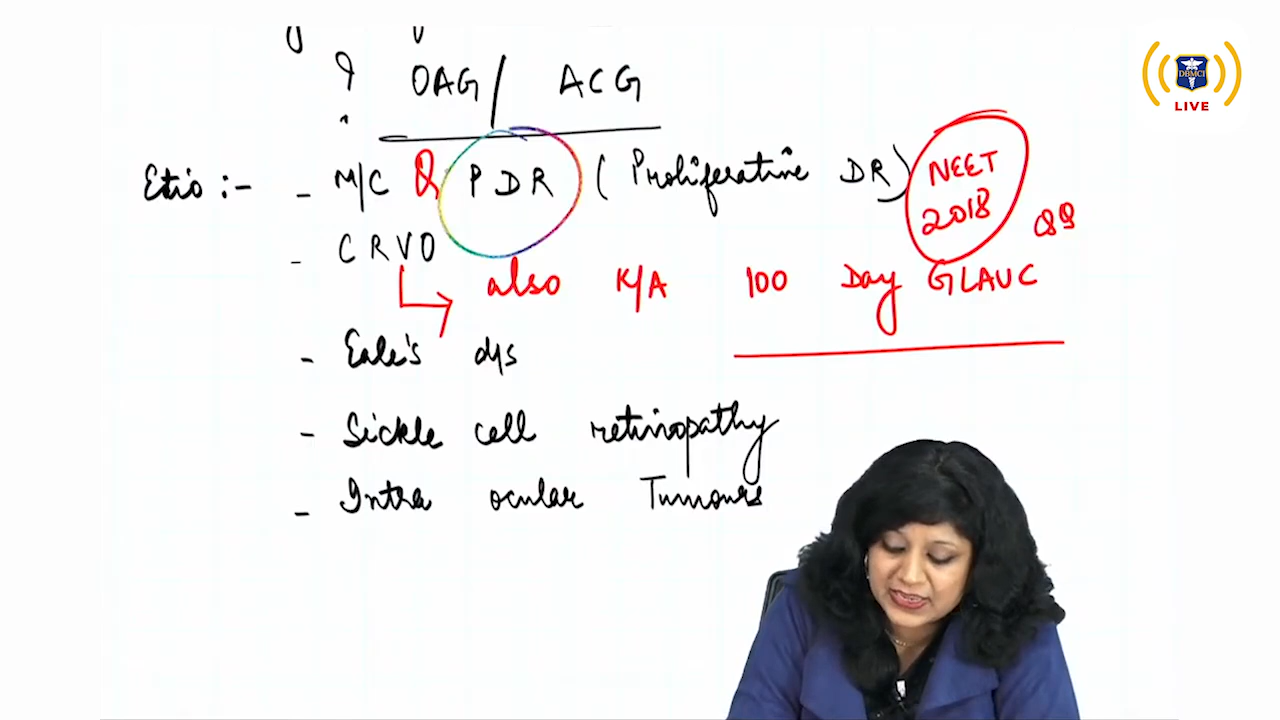 OAG / ACG
Etio :- - M/C Q PDR ( Proliferative DR ) NEET 2018
- CRVO
also K/A 100 Day GLAUC
- Eale's d/s
- Sickle cell retinopathy
- Intra ocular Tumours
DBMCI
LIVE